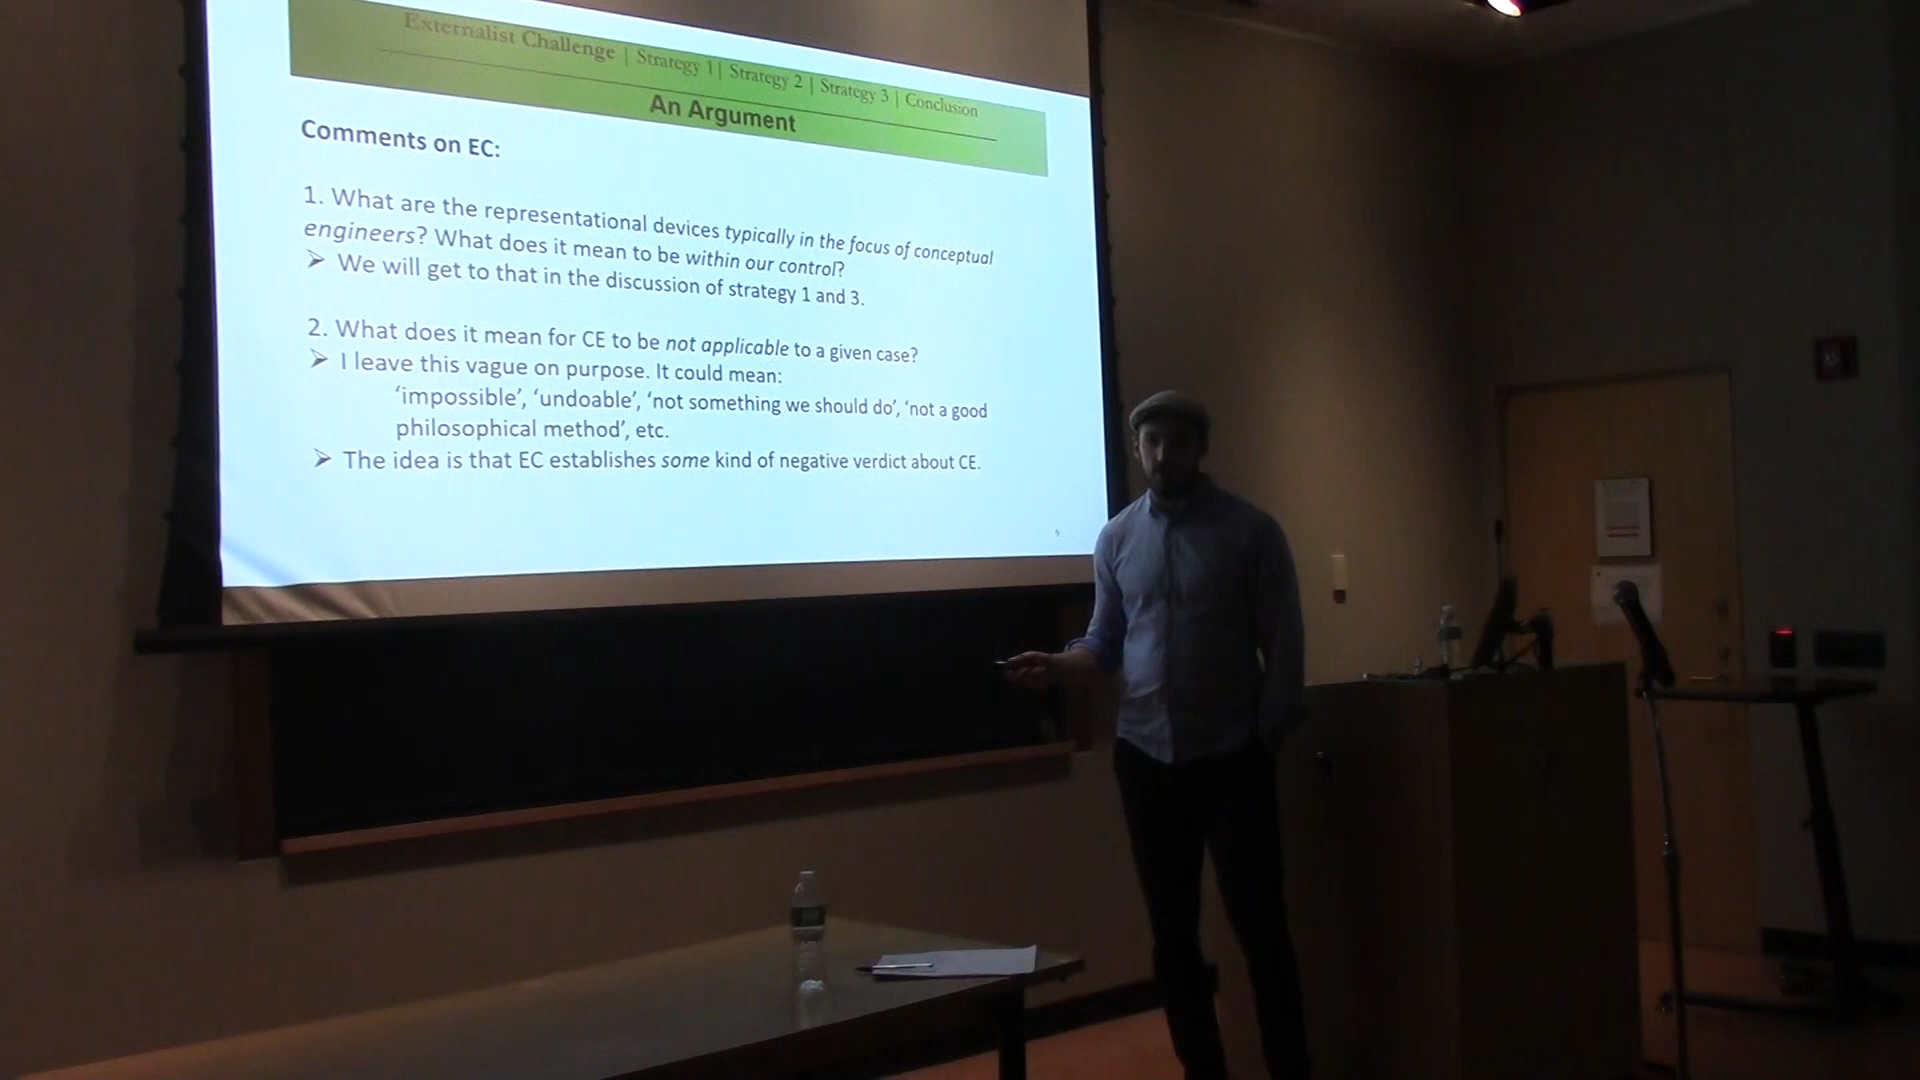 Externalist Challenge | Strategy 1| Strategy 2 | Strategy 3 | Conclusion
An Argument
Comments on EC:
1. What are the representational devices typically in the focus of conceptual
engineers? What does it mean to be within our control?
➢ We will get to that in the discussion of strategy 1 and 3.
2. What does it mean for CE to be not applicable to a given case?
➢ I leave this vague on purpose. It could mean:
‘impossible’, ‘undoable’, ‘not something we should do’, ‘not a good
philosophical method’, etc.
➢ The idea is that EC establishes some kind of negative verdict about CE.